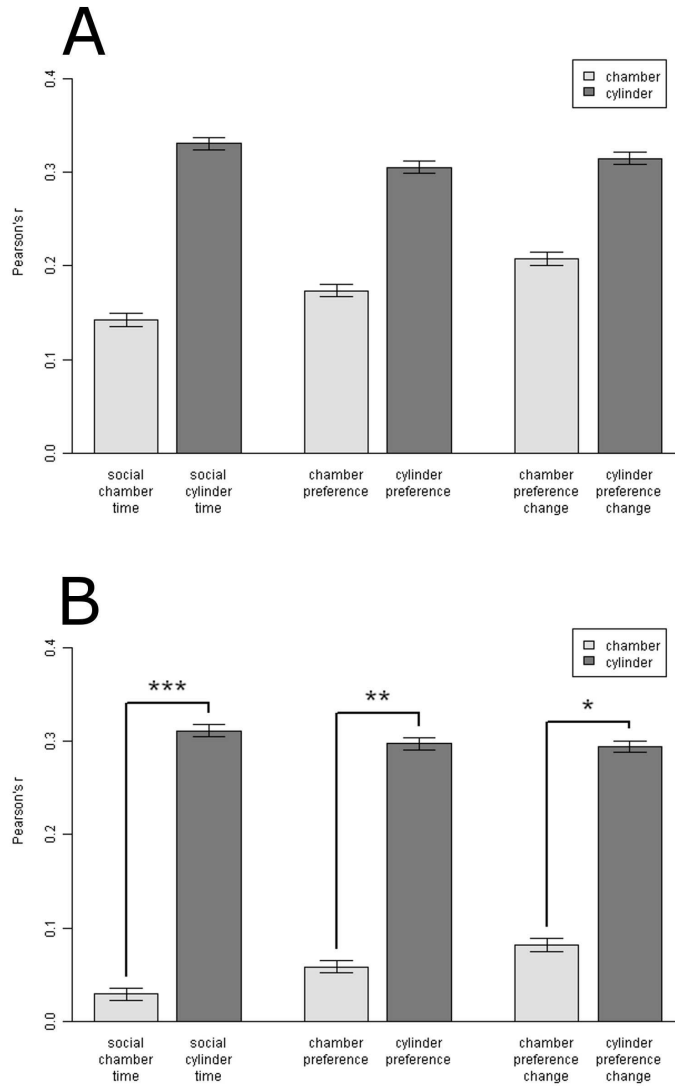 A
chamber
cylinder
Pearson's r
0.4
0.3
0.2
0.1
0.0
social
chamber
time
social
cylinder
time
chamber
preference
cylinder
preference
chamber
preference
change
cylinder
preference
change
B
chamber
cylinder
Pearson's r
0.4
0.3
0.2
0.1
0.0
***
**
*
social
chamber
time
social
cylinder
time
chamber
preference
cylinder
preference
chamber
preference
change
cylinder
preference
change